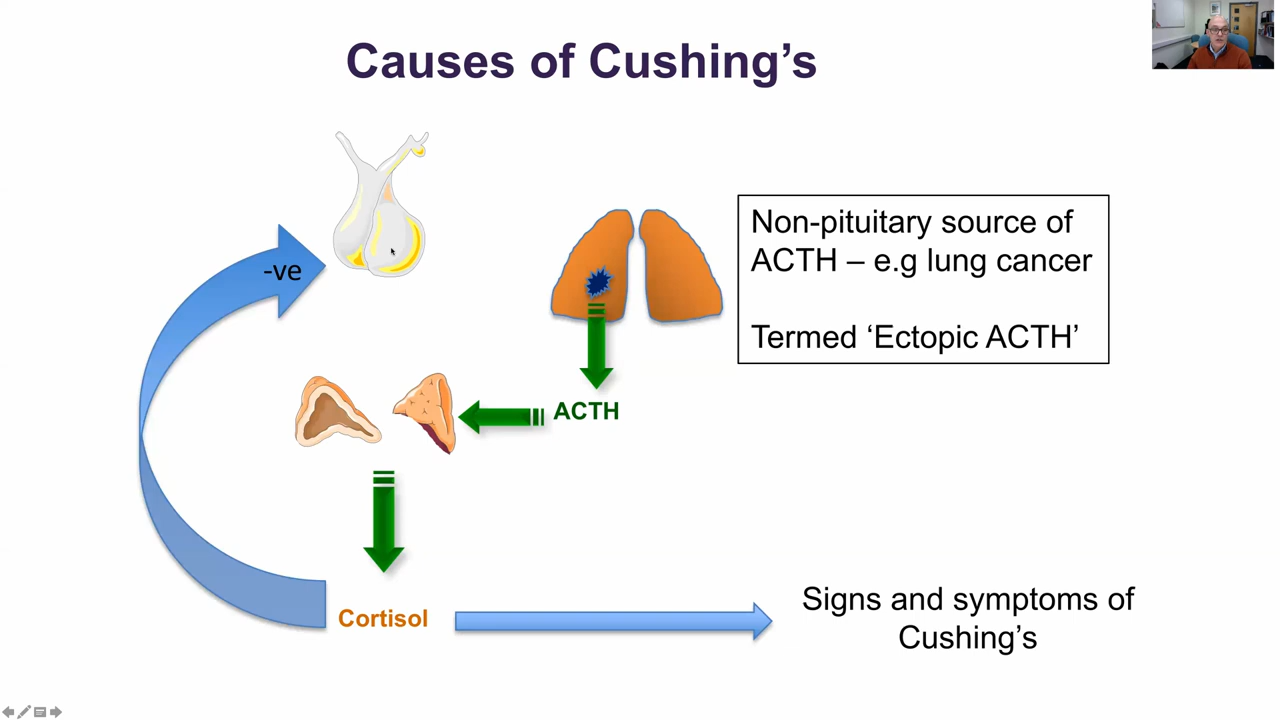 Causes of Cushing's
-ve
Non-pituitary source of
ACTH – e.g lung cancer
Termed ‘Ectopic ACTH’
ACTH
Cortisol
Signs and symptoms of
Cushing’s